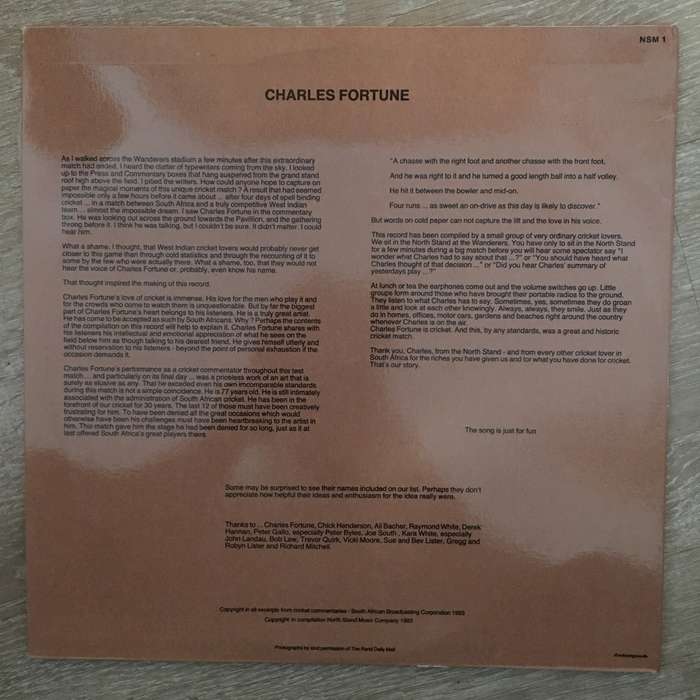 NSM 1
CHARLES FORTUNE
As I walked across the Wanderers stadium a few minutes after this extraordinary
match had ended, I heard the clatter of typewriters coming from the sky. I looked
up to the Press and Commentary boxes that hang suspended from the grand stand
roof high above the field. I pitied the writers. How could anyone hope to capture on
paper the magical moments of this unique cricket match ? A result that had seemed
impossible only a few hours before it came about ... after four days of spell binding
cricket ... in a match between South Africa and a truly competitive West Indian
team ... almost the impossible dream. I saw Charles Fortune in the commentary
box. He was looking out across the ground towards the Pavilion, and the gathering
throng before it. I think he was talking, but I couldn't be sure. It didn't matter. I could
hear him.
What a shame, I thought, that West Indian cricket lovers would probably never get
closer to this game than through cold statistics and through the recounting of it to
some by the few who were actually there. What a shame, too, that they would not
hear the voice of Charles Fortune or, probably, even know his name.
That thought inspired the making of this record.
Charles Fortune's love of cricket is immense. His love for the men who play it and
for the crowds who come to watch them is unquestionable. But by far the biggest
part of Charles Fortune's heart belongs to his listeners. He is a truly great artist.
He has come to be accepted as such by South Africans. Why ? Perhaps the contents
of the compilation on this record will help to explain it. Charles Fortune shares with
his listeners his intellectual and emotional appreciation of what he sees on the
field below him as though talking to his dearest friend. He gives himself utterly and
without reservation to his listeners - beyond the point of personal exhaustion if the
occasion demands it.
Charles Fortune's performance as a cricket commentator throughout this test
match ... and particularly on its final day ... was a priceless work of art that is
surely as elusive as any. That he exceded even his own incomparable standards
during this match is not a simple coincidence. He is 77 years old. He is still intimately
associated with the administration of South African cricket. He has been in the
forefront of our cricket for 30 years. The last 12 of those must have been creatively
frustrating for him. To have been denied all the great occasions which would
otherwise have been his challenges must have been heartbreaking to the artist in
him. This match gave him the stage he had been denied for so long, just as it at
last offered South Africa's great players theirs.
"A chasse with the right foot and another chasse with the front foot.
And he was right to it and he turned a good length ball into a half volley.
He hit it between the bowler and mid-on.
Four runs ... as sweet an on-drive as this day is likely to discover."
But words on cold paper can not capture the lilt and the love in his voice.
This record has been compiled by a small group of very ordinary cricket lovers.
We sit in the North Stand at the Wanderers. You have only to sit in the North Stand
for a few minutes during a big match before you will hear some spectator say "I
wonder what Charles had to say about that ...?" or "You should have heard what
Charles thought of that decision ..." or "Did you hear Charles' summary of
yesterdays play ...?"
At lunch or tea the earphones come out and the volume switches go up. Little
groups form around those who have brought their portable radios to the ground.
They listen to what Charles has to say. Sometimes, yes, sometimes they do groan
a little and look at each other knowingly. Always, always, they smile. Just as they
do in homes, offices, motor cars, gardens and beaches right around the country
whenever Charles is on the air.
Charles Fortune is cricket. And this, by any standards, was a great and historic
cricket match.
Thank you, Charles, from the North Stand - and from every other cricket lover in
South Africa for the riches you have given us and for what you have done for cricket.
That's our story.
The song is just for fun
Some may be surprised to see their names included on our list. Perhaps they don't
appreciate how helpful their ideas and enthusiasm for the idea really were.
Thanks to ... Charles Fortune, Chick Henderson, Ali Bacher, Raymond White, Derek
Hannan, Peter Gallo, especially Peter Byles, Joe South, Kara White, especially
John Landau, Bob Law, Trevor Quirk, Vicki Moore, Sue and Bev Lister, Gregg and
Robyn Lister and Richard Mitchell.
Copyright in all excerpts from cricket commentaries - South African Broadcasting Corporation 1983
Copyright in compilation North Stand Music Company 1983
Photographs by kind permission of The Rand Daily Mail